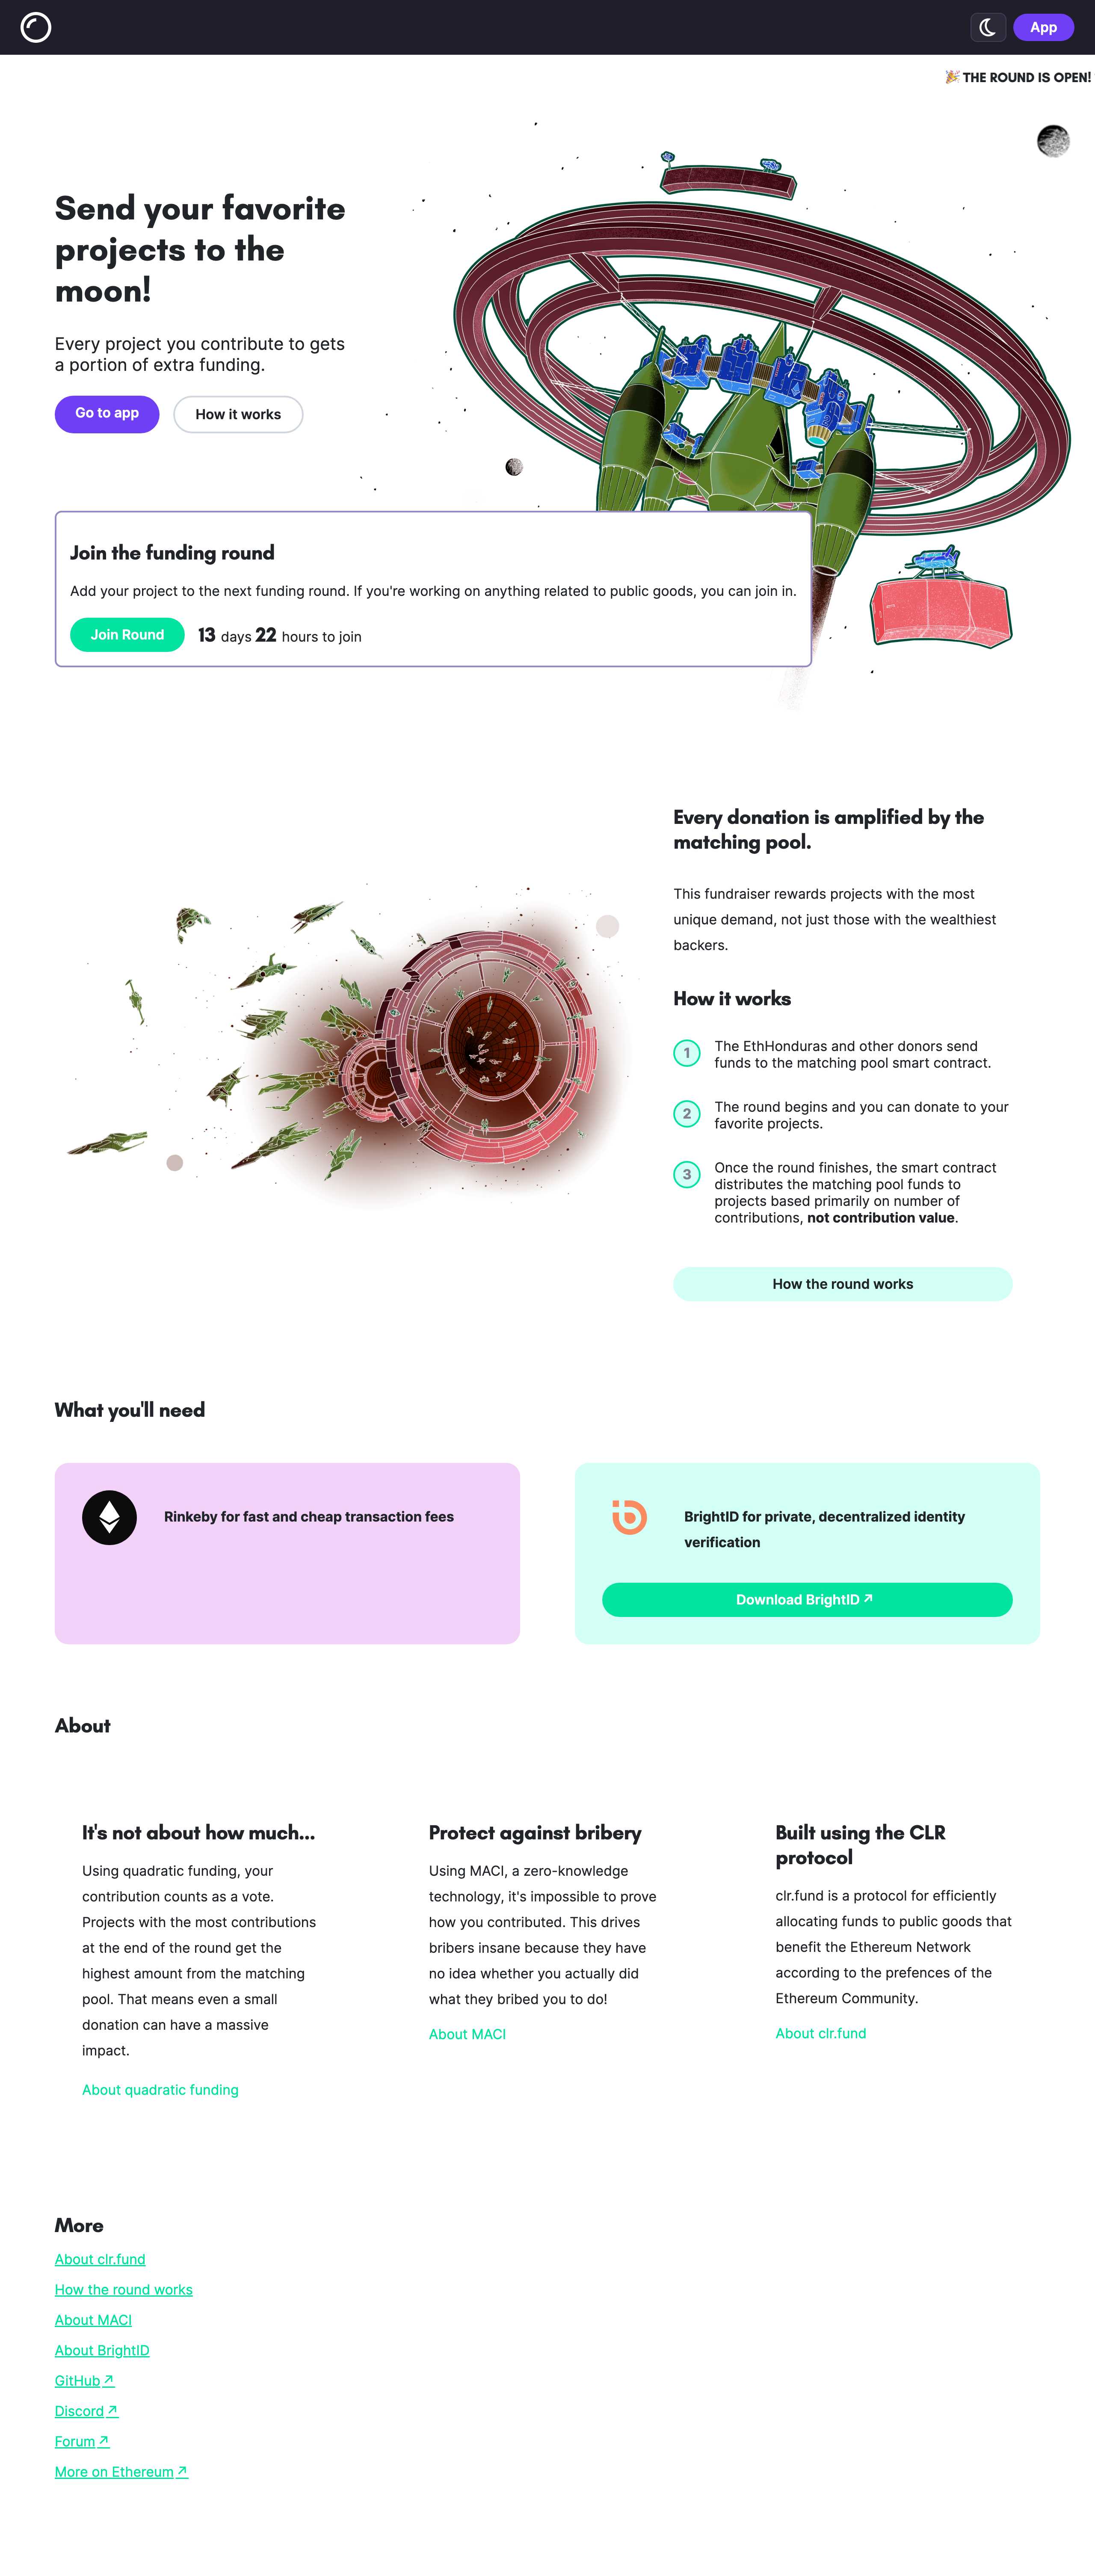 App
🎉 THE ROUND IS OPEN!
Send your favorite
projects to the
moon!
Every project you contribute to gets
a portion of extra funding.
Go to app
How it works
Join the funding round
Add your project to the next funding round. If you're working on anything related to public goods, you can join in.
Join Round
13 days 22 hours to join
Every donation is amplified by the
matching pool.
This fundraiser rewards projects with the most
unique demand, not just those with the wealthiest
backers.
How it works
1
The EthHonduras and other donors send
funds to the matching pool smart contract.
2
The round begins and you can donate to your
favorite projects.
3
Once the round finishes, the smart contract
distributes the matching pool funds to
projects based primarily on number of
contributions, not contribution value.
How the round works
What you'll need
Rinkeby for fast and cheap transaction fees
BrightID for private, decentralized identity
verification
Download BrightID ↗
About
It's not about how much...
Using quadratic funding, your
contribution counts as a vote.
Projects with the most contributions
at the end of the round get the
highest amount from the matching
pool. That means even a small
donation can have a massive
impact.
About quadratic funding
Protect against bribery
Using MACI, a zero-knowledge
technology, it's impossible to prove
how you contributed. This drives
bribers insane because they have
no idea whether you actually did
what they bribed you to do!
About MACI
Built using the CLR
protocol
clr.fund is a protocol for efficiently
allocating funds to public goods that
benefit the Ethereum Network
according to the prefences of the
Ethereum Community.
About clr.fund
More
About clr.fund
How the round works
About MACI
About BrightID
GitHub ↗
Discord ↗
Forum ↗
More on Ethereum ↗